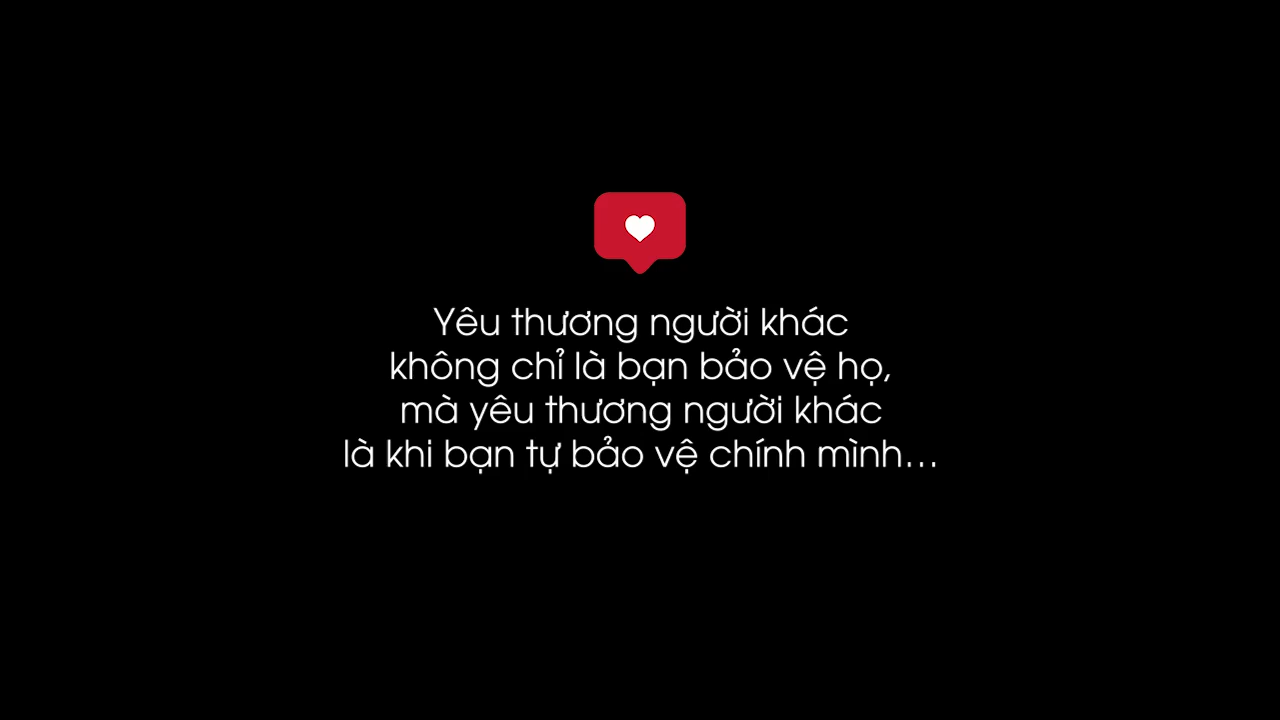 Yêu thương người khác
không chỉ là bạn bảo vệ họ,
mà yêu thương người khác
là khi bạn tự bảo vệ chính mình...